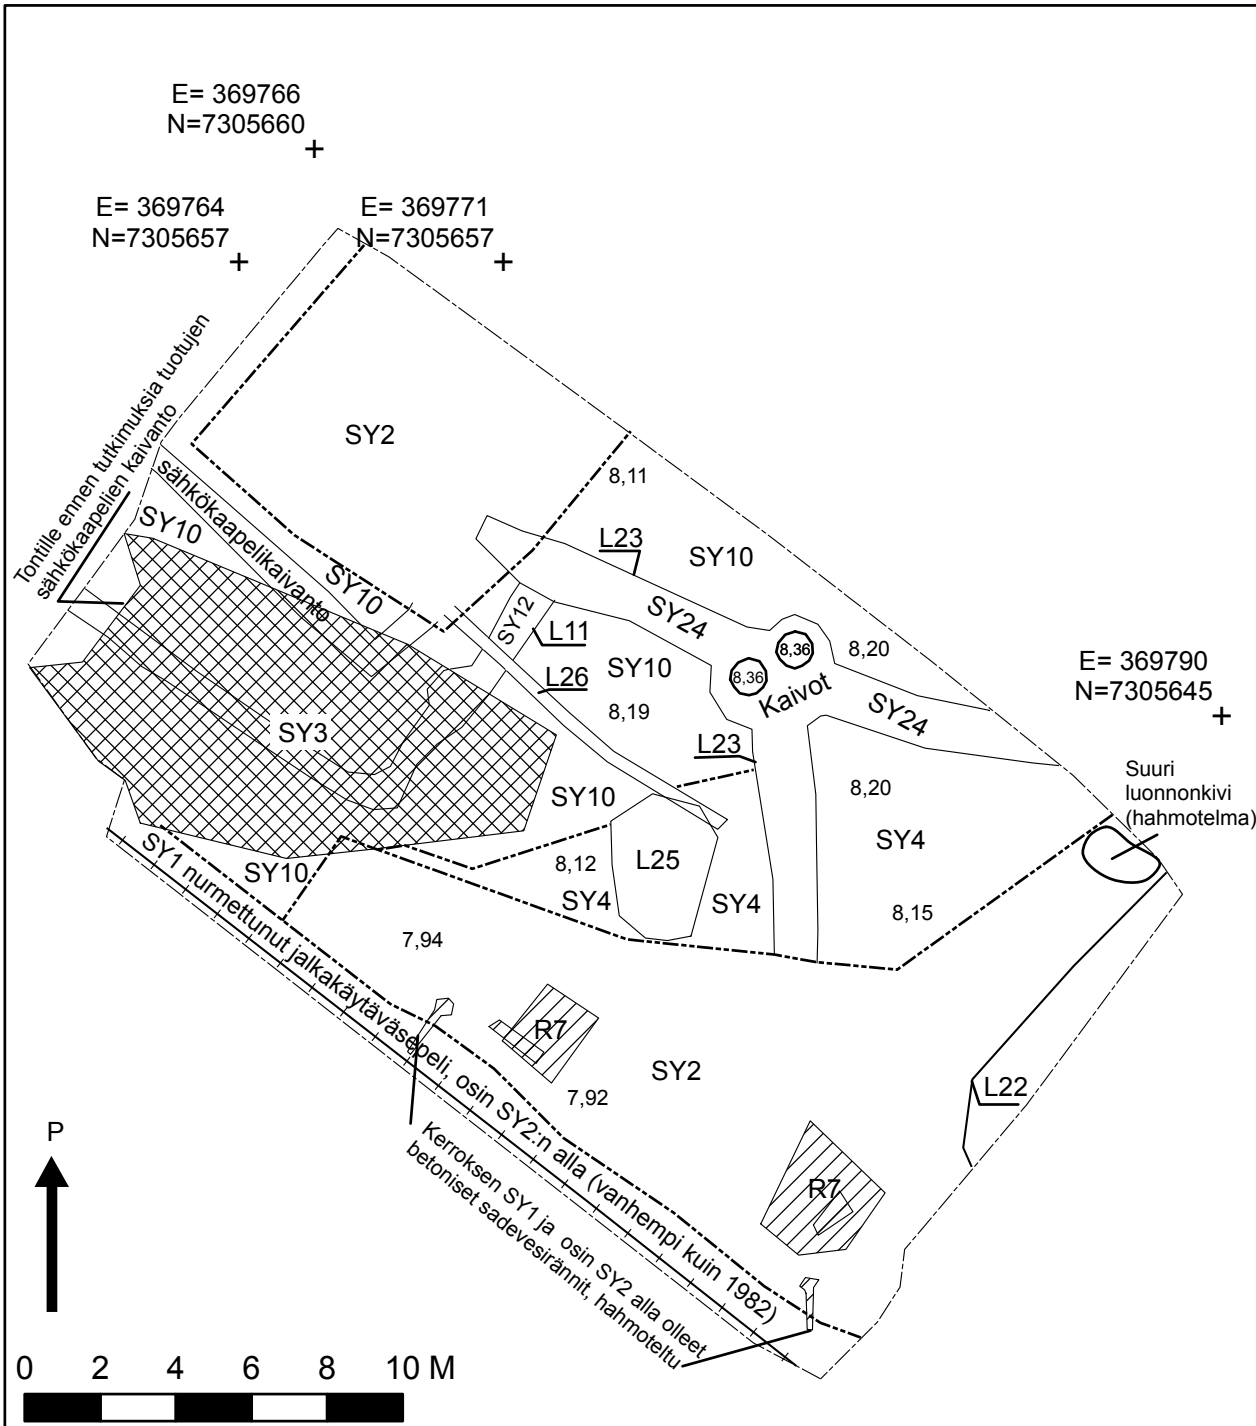 E= 369766
N=7305660
E= 369764
N=7305657
E= 369771
N=7305657
Tontille ennen tutkimuksia tuotujen
sähkökaapelien kaivanto
SY2
sähkökaapelikaivanto
8,11
L23
SY10
SY10
SY10
SY12
SY24
L11
8,36
8,36
Kaivot
8,20
SY10
L26
8,19
SY24
E= 369790
N=7305645
SY3
L23
Suuri
luonnonkivi
(hahmotelma)
SY10
8,20
SY4
L25
8,12
SY10
SY4
SY4
8,15
SY1 nurmettunut jalkakäytäväsepeli, osin SY2:n alla (vanhempi kuin 1982)
7,94
R7
SY2
7,92
L22
Kerroksen SY1 ja osin SY2 alla olleet
betoniset sadevesirännit, hahmoteltu
R7
P
0 2 4 6 8 10 M